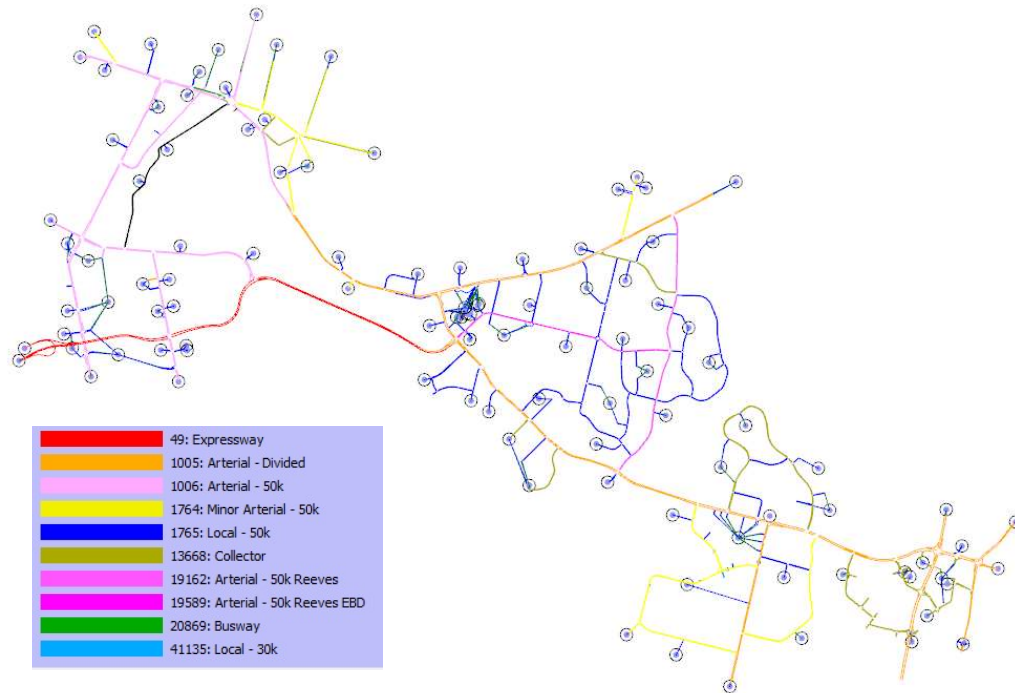 49: Expressway
1005: Arterial - Divided
1006: Arterial - 50k
1764: Minor Arterial - 50k
1765: Local - 50k
13668: Collector
19162: Arterial - 50k Reeves
19589: Arterial - 50k Reeves EBD
20869: Busway
41135: Local - 30k